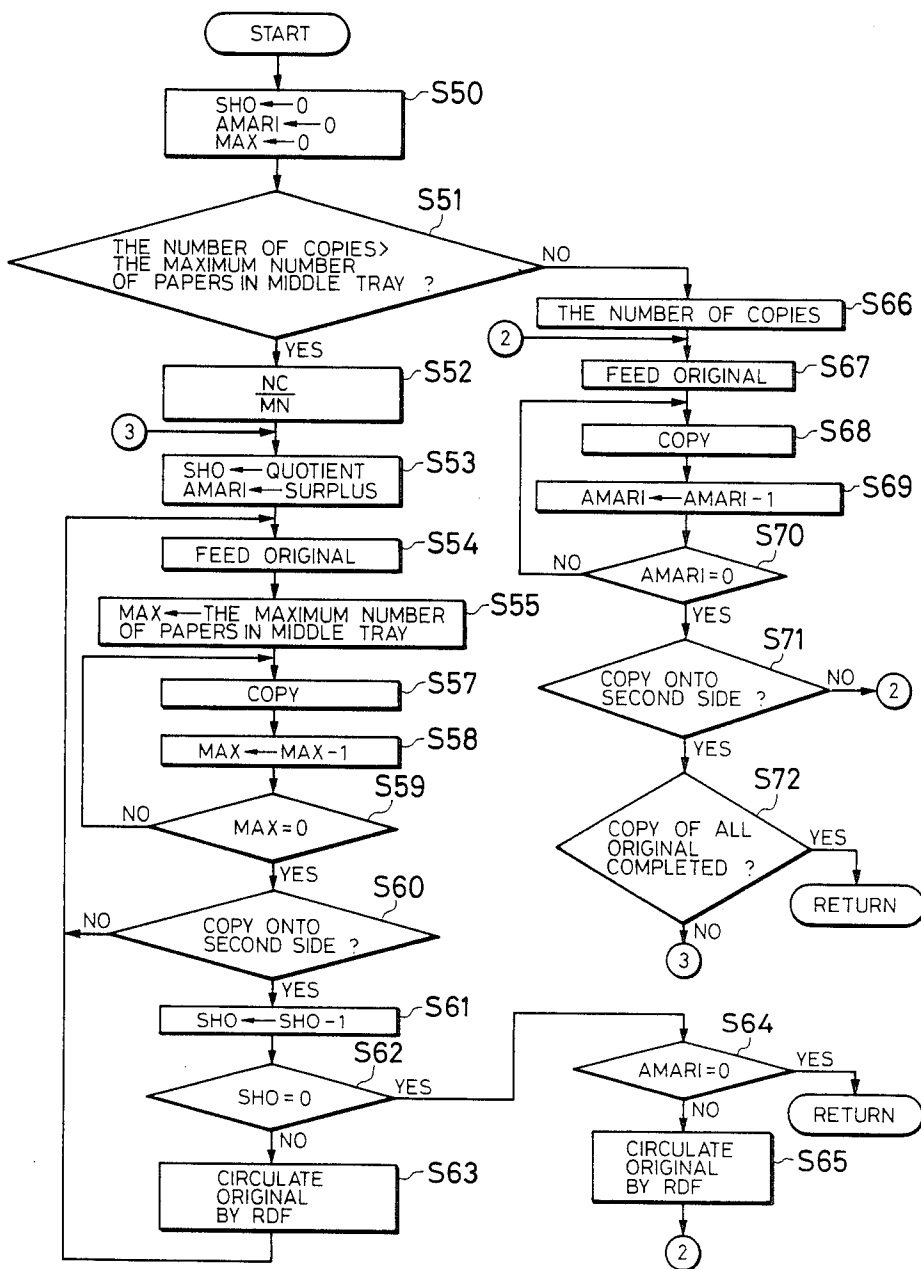 START
S50
SHO←0
AMARI←0
MAX←0
S51
THE NUMBER OF COPIES>
THE MAXIMUM NUMBER
OF PAPERS IN MIDDLE TRAY ?
NO
YES
S52
NC
MN
3
S53
SHO←QUOTIENT
AMARI←SURPLUS
S54
FEED ORIGINAL
S55
MAX←THE MAXIMUM NUMBER
OF PAPERS IN MIDDLE TRAY
S57
COPY
S58
MAX←MAX-1
S59
MAX=0
NO
YES
S60
COPY ONTO
SECOND SIDE ?
NO
YES
S61
SHO←SHO-1
S62
SHO=0
YES
NO
S63
CIRCULATE
ORIGINAL
BY RDF
S66
THE NUMBER OF COPIES
2
S67
FEED ORIGINAL
S68
COPY
S69
AMARI←AMARI-1
S70
AMARI=0
NO
YES
S71
COPY ONTO
SECOND SIDE ?
NO
2
YES
S72
COPY OF ALL
ORIGINAL
COMPLETED ?
YES
RETURN
NO
3
S64
AMARI=0
YES
RETURN
NO
S65
CIRCULATE
ORIGINAL
BY RDF
2